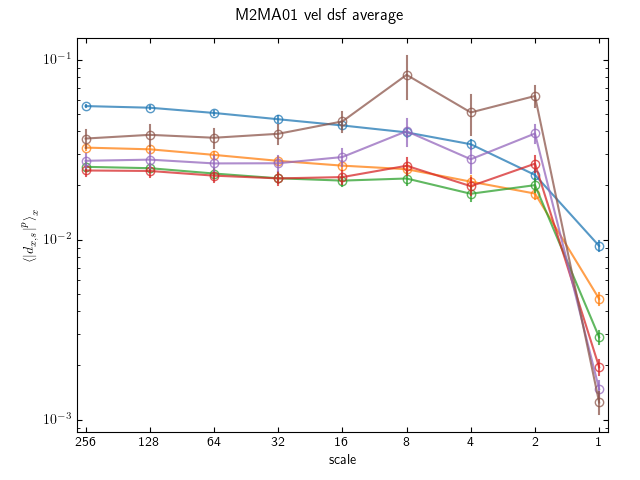 M2MA01 vel dsf average
10⁻¹
10⁻²
10⁻³
⟨|d_{x,s}|^p⟩_x
256 128 64 32 16 8 4 2 1
scale